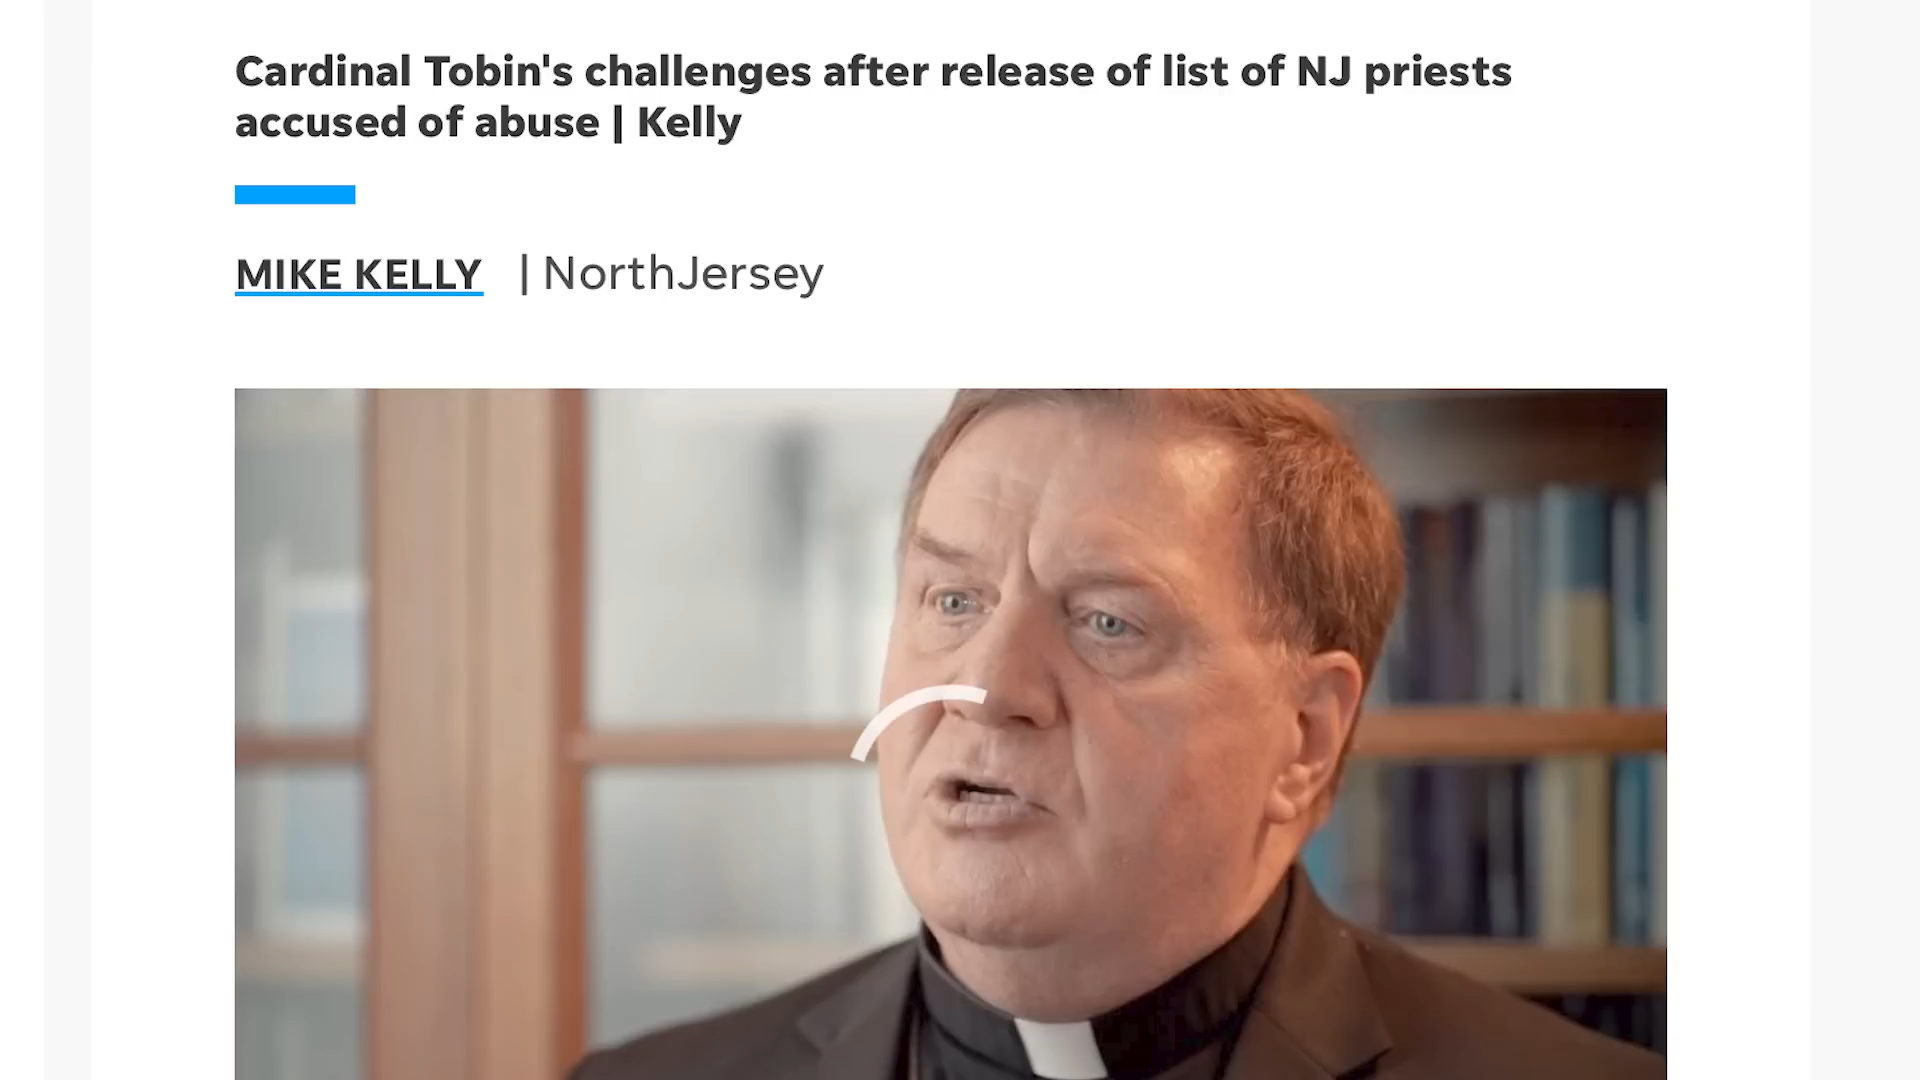 Cardinal Tobin's challenges after release of list of NJ priests
accused of abuse | Kelly
MIKE KELLY | NorthJersey